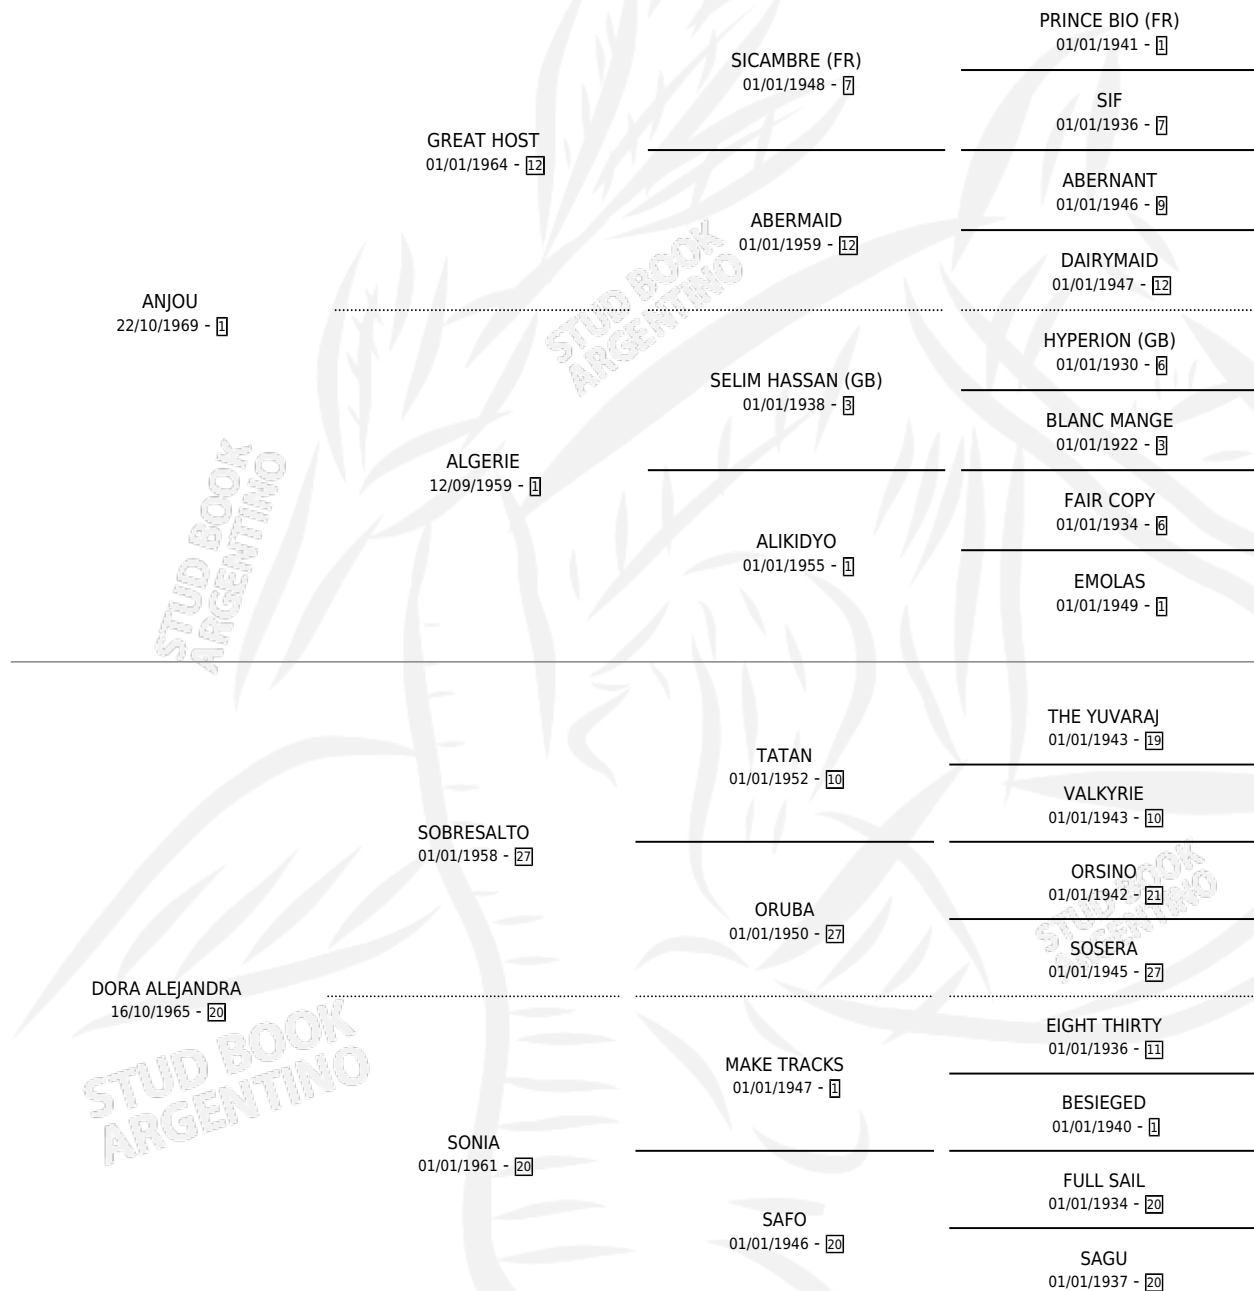 PRINCE BIO (FR)
01/01/1941 - 1
SICAMBRE (FR)
01/01/1948 - 7
SIF
01/01/1936 - 7
GREAT HOST
01/01/1964 - 12
ABERNANT
01/01/1946 - 9
ABERMAID
01/01/1959 - 12
DAIRYMAID
01/01/1947 - 12
ANJOU
22/10/1969 - 1
HYPERION (GB)
01/01/1930 - 6
SELIM HASSAN (GB)
01/01/1938 - 3
BLANC MANGE
01/01/1922 - 3
ALGERIE
12/09/1959 - 1
FAIR COPY
01/01/1934 - 6
ALIKIDYO
01/01/1955 - 1
EMOLAS
01/01/1949 - 1
THE YUVARAJ
01/01/1943 - 19
TATAN
01/01/1952 - 10
VALKYRIE
01/01/1943 - 10
SOBRESALTO
01/01/1958 - 27
ORSINO
01/01/1942 - 21
ORUBA
01/01/1950 - 27
SOSERA
01/01/1945 - 27
DORA ALEJANDRA
16/10/1965 - 20
EIGHT THIRTY
01/01/1936 - 11
MAKE TRACKS
01/01/1947 - 1
BESIEGED
01/01/1940 - 1
SONIA
01/01/1961 - 20
FULL SAIL
01/01/1934 - 20
SAFO
01/01/1946 - 20
SAGU
01/01/1937 - 20
STUD BOOK
ARGENTINO
STUD BOOK
ARGENTINO
STUD BOOK
ARGENTINO
STUD BOOK
ARGENTINO